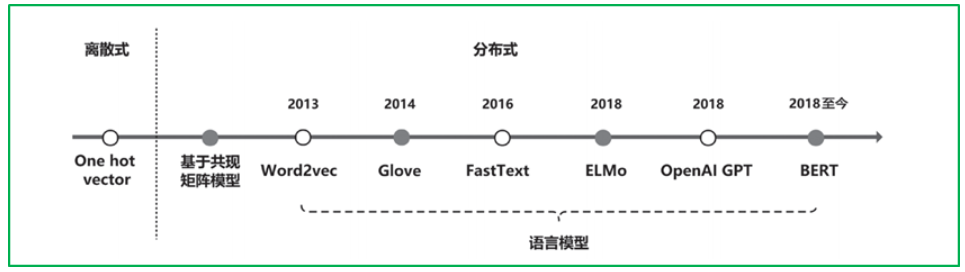 离散式
分布式
2013
2014
2016
2018
2018
2018至今
One hot
vector
基于共现
矩阵模型
Word2vec
Glove
FastText
ELMo
OpenAI GPT
BERT
语言模型